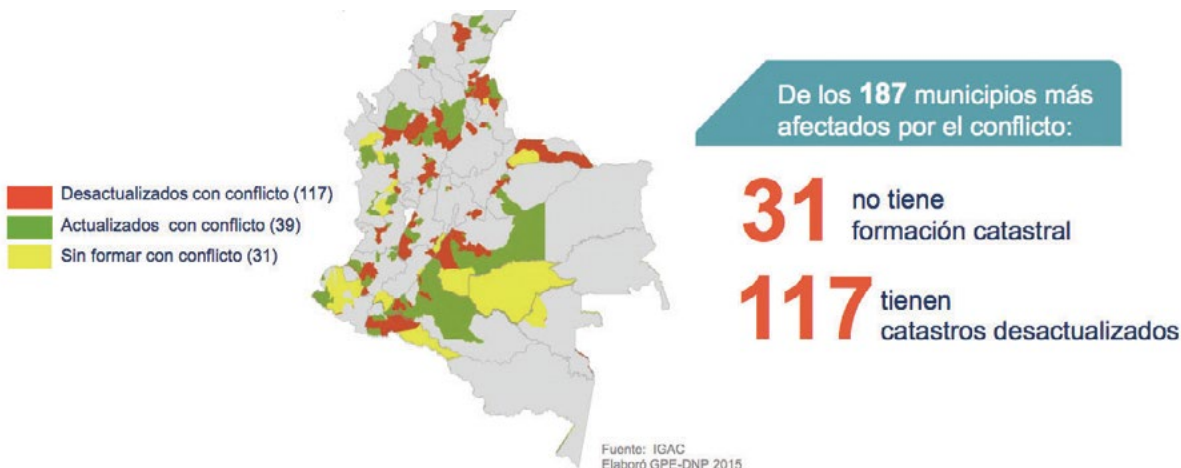 Desactualizados con conflicto (117)
Actualizados con conflicto (39)
Sin formar con conflicto (31)
De los 187 municipios más
afectados por el conflicto:
31 no tiene
formación catastral
117 tienen
catastros desactualizados
Fuente: IGAC
Elaboró GPE-DNP 2015